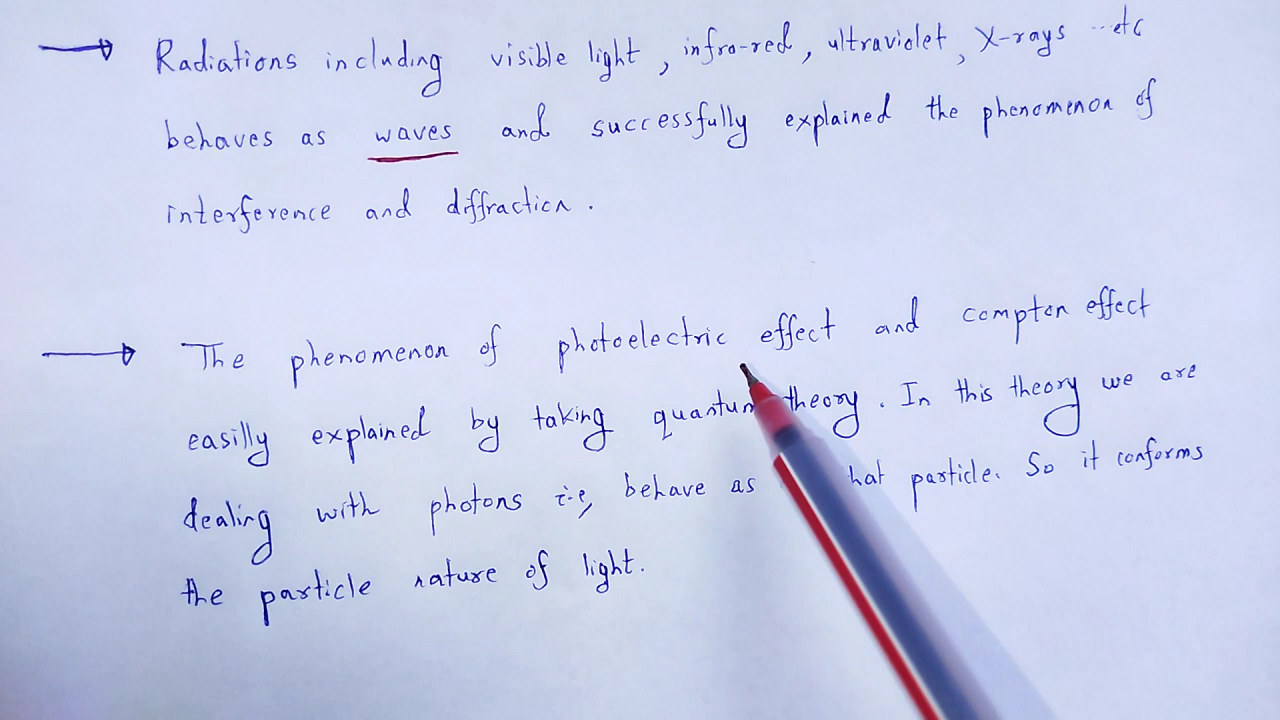 Radiations including visible light, infra-red, ultraviolet, X-rays ...etc
behaves as waves and successfully explained the phenomenon of
interference and diffraction.
The phenomenon of photoelectric effect and compton effect
easilly explained by taking quantum theory. In this theory we are
dealing with photons i.e, behave as hat particle. So it conforms
the particle nature of light.